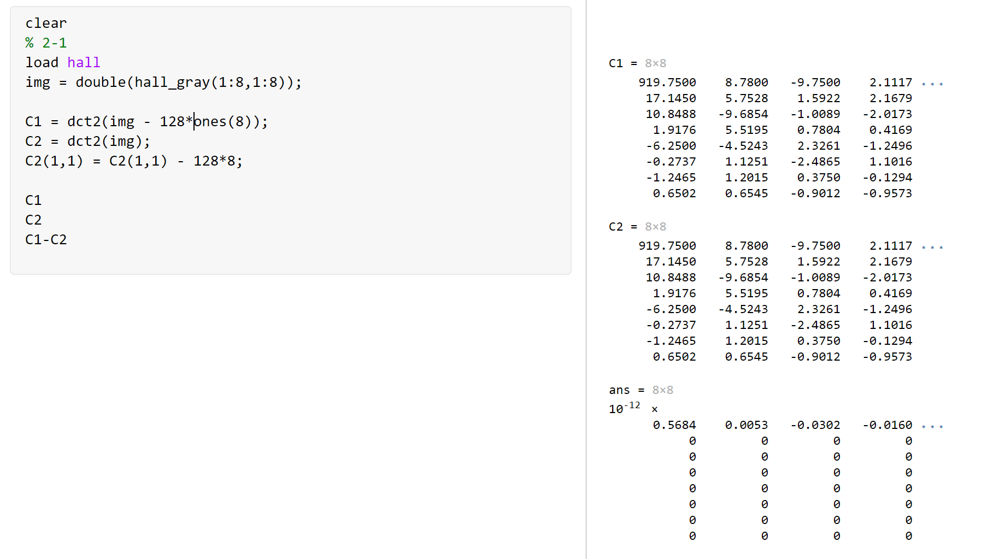 clear
% 2-1
load hall
img = double(hall_gray(1:8,1:8));
C1 = dct2(img - 128*ones(8));
C2 = dct2(img);
C2(1,1) = C2(1,1) - 128*8;
C1
C2
C1-C2
C1 = 8×8
919.7500 8.7800 -9.7500 2.1117 ...
17.1450 5.7528 1.5922 2.1679
10.8488 -9.6854 -1.0089 -2.0173
1.9176 5.5195 0.7804 0.4169
-6.2500 -4.5243 2.3261 -1.2496
-0.2737 1.1251 -2.4865 1.1016
-1.2465 1.2015 0.3750 -0.1294
0.6502 0.6545 -0.9012 -0.9573
C2 = 8×8
919.7500 8.7800 -9.7500 2.1117 ...
17.1450 5.7528 1.5922 2.1679
10.8488 -9.6854 -1.0089 -2.0173
1.9176 5.5195 0.7804 0.4169
-6.2500 -4.5243 2.3261 -1.2496
-0.2737 1.1251 -2.4865 1.1016
-1.2465 1.2015 0.3750 -0.1294
0.6502 0.6545 -0.9012 -0.9573
ans = 8×8
10-12 ×
0.5684 0.0053 -0.0302 -0.0160 ...
0 0 0 0
0 0 0 0
0 0 0 0
0 0 0 0
0 0 0 0
0 0 0 0
0 0 0 0